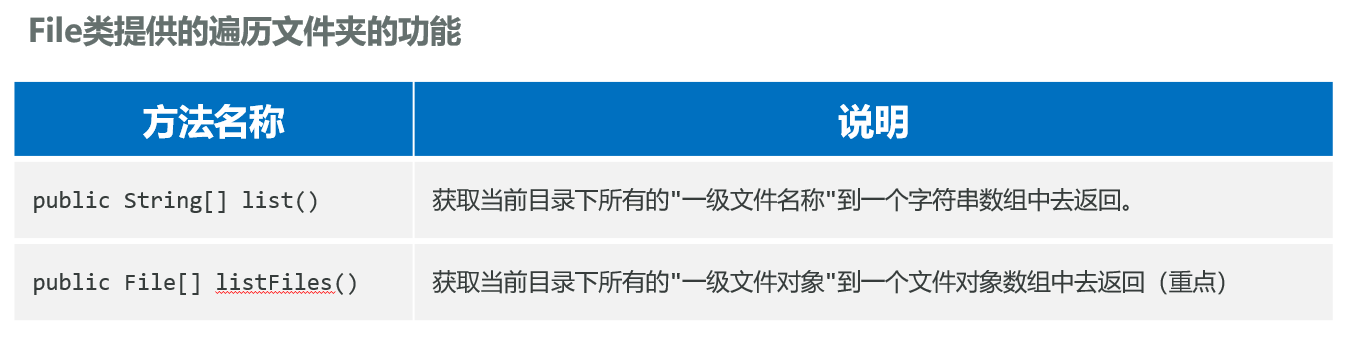 File类提供的遍历文件夹的功能
方法名称 说明
public String[] list() 获取当前目录下所有的"一级文件名称"到一个字符串数组中去返回。
public File[] listFiles() 获取当前目录下所有的"一级文件对象"到一个文件对象数组中去返回（重点）